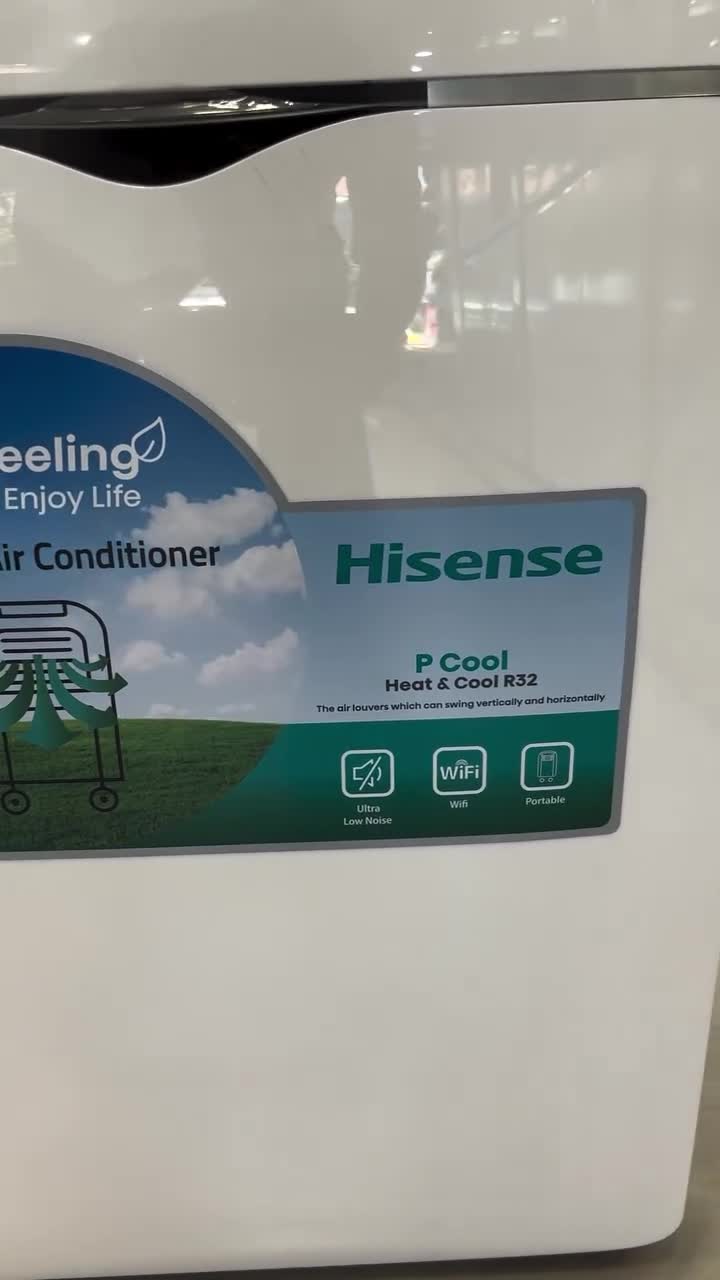 eeling
Enjoy Life
Air Conditioner
Hisense
P Cool
Heat & Cool R32
The air louvers which can swing vertically and horizontally
WiFi
Ultra
Low Noise
Wifi
Portable